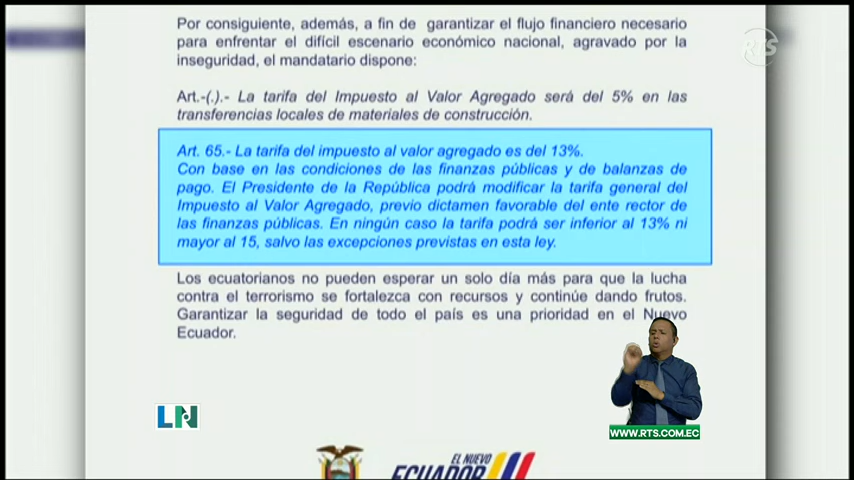 Por consiguiente, además, a fin de garantizar el flujo financiero necesario
para enfrentar el difícil escenario económico nacional, agravado por la
inseguridad, el mandatario dispone:
RTS
Art.-(.).- La tarifa del Impuesto al Valor Agregado será del 5% en las
transferencias locales de materiales de construcción.
Art. 65.- La tarifa del impuesto al valor agregado es del 13%.
Con base en las condiciones de las finanzas públicas y de balanzas de
pago. El Presidente de la República podrá modificar la tarifa general del
Impuesto al Valor Agregado, previo dictamen favorable del ente rector de
las finanzas públicas. En ningún caso la tarifa podrá ser inferior al 13% ni
mayor al 15, salvo las excepciones previstas en esta ley.
Los ecuatorianos no pueden esperar un solo día más para que la lucha
contra el terrorismo se fortalezca con recursos y continúe dando frutos.
Garantizar la seguridad de todo el país es una prioridad en el Nuevo
Ecuador.
LN
WWW.RTS.COM.EC
EL NUEVO
ECUADOR